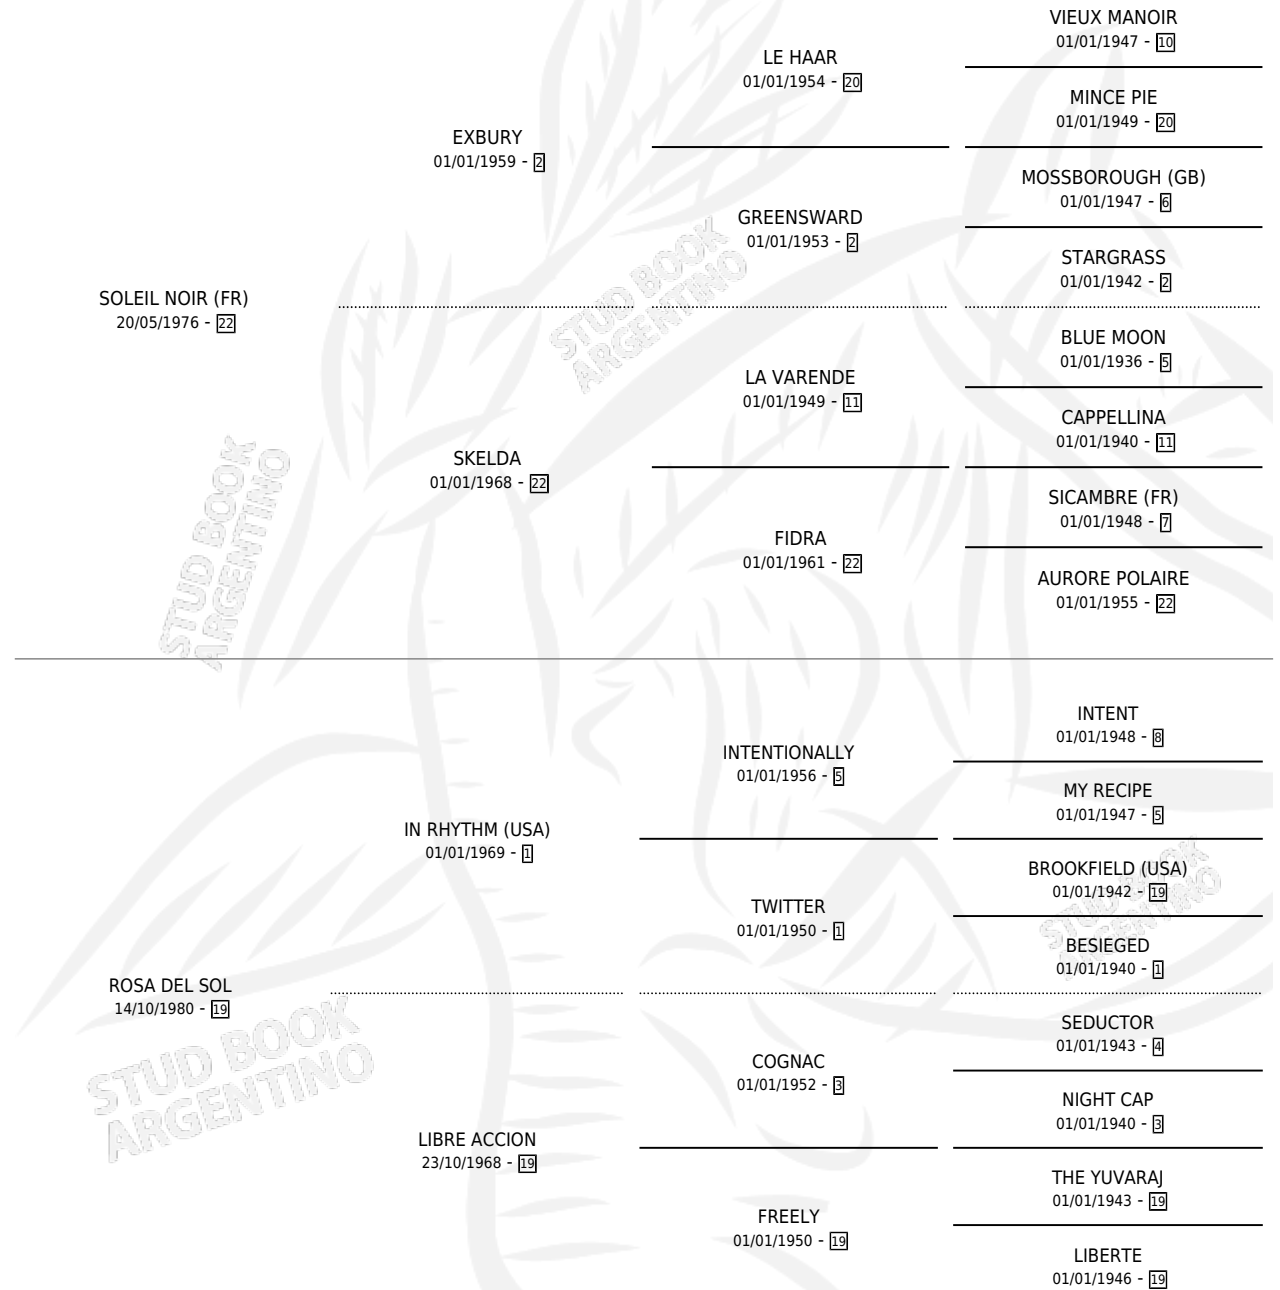 SOLEIL NOIR (FR)
20/05/1976 - 22
EXBURY
01/01/1959 - 2
SKELDA
01/01/1968 - 22
LE HAAR
01/01/1954 - 20
GREENSWARD
01/01/1953 - 2
LA VARENDE
01/01/1949 - 11
FIDRA
01/01/1961 - 22
VIEUX MANOIR
01/01/1947 - 10
MINCE PIE
01/01/1949 - 20
MOSSBOROUGH (GB)
01/01/1947 - 6
STARGRASS
01/01/1942 - 2
BLUE MOON
01/01/1936 - 5
CAPPELLINA
01/01/1940 - 11
SICAMBRE (FR)
01/01/1948 - 7
AURORE POLAIRE
01/01/1955 - 22
ROSA DEL SOL
14/10/1980 - 19
IN RHYTHM (USA)
01/01/1969 - 1
LIBRE ACCION
23/10/1968 - 19
INTENTIONALLY
01/01/1956 - 5
TWITTER
01/01/1950 - 1
COGNAC
01/01/1952 - 3
FREELY
01/01/1950 - 19
INTENT
01/01/1948 - 8
MY RECIPE
01/01/1947 - 5
BROOKFIELD (USA)
01/01/1942 - 19
BESIEGED
01/01/1940 - 1
SEDUCTOR
01/01/1943 - 4
NIGHT CAP
01/01/1940 - 3
THE YUVARAJ
01/01/1943 - 19
LIBERTE
01/01/1946 - 19
STUD BOOK
ARGENTINO
STUD BOOK
ARGENTINO
STUD BOOK
ARGENTINO
STUD BOOK
ARGENTINO